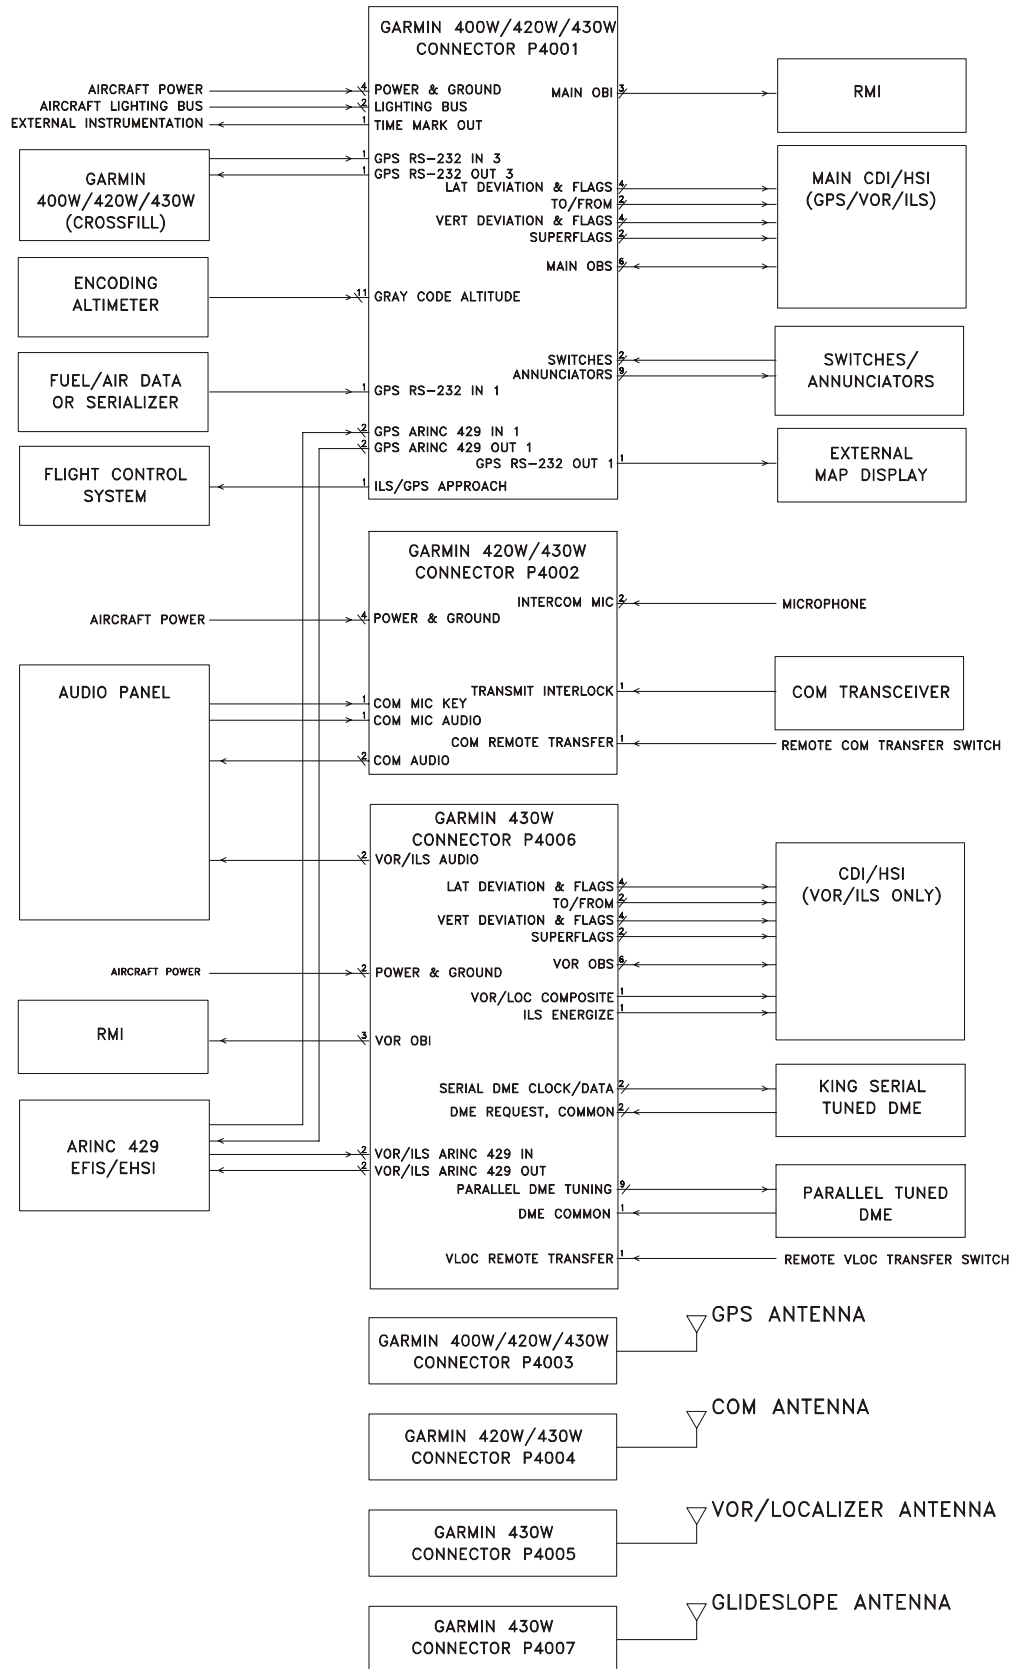 GARMIN 400W/420W/430W
CONNECTOR P4001
AIRCRAFT POWER
4
POWER & GROUND
MAIN OBI
3
RMI
AIRCRAFT LIGHTING BUS
2
LIGHTING BUS
EXTERNAL INSTRUMENTATION
1
TIME MARK OUT
GARMIN
400W/420W/430W
(CROSSFILL)
1
GPS RS-232 IN 3
1
GPS RS-232 OUT 3
LAT DEVIATION & FLAGS
4
TO/FROM
2
VERT DEVIATION & FLAGS
4
SUPERFLAGS
2
MAIN OBS
6
MAIN CDI/HSI
(GPS/VOR/ILS)
ENCODING
ALTIMETER
11
GRAY CODE ALTITUDE
SWITCHES
2
ANNUNCIATORS
9
SWITCHES/
ANNUNCIATORS
FUEL/AIR DATA
OR SERIALIZER
1
GPS RS-232 IN 1
2
GPS ARINC 429 IN 1
2
GPS ARINC 429 OUT 1
GPS RS-232 OUT 1
1
EXTERNAL
MAP DISPLAY
FLIGHT CONTROL
SYSTEM
1
ILS/GPS APPROACH
GARMIN 420W/430W
CONNECTOR P4002
INTERCOM MIC
2
MICROPHONE
AIRCRAFT POWER
4
POWER & GROUND
AUDIO PANEL
TRANSMIT INTERLOCK
1
COM TRANSCEIVER
1
COM MIC KEY
1
COM MIC AUDIO
COM REMOTE TRANSFER
1
REMOTE COM TRANSFER SWITCH
2
COM AUDIO
GARMIN 430W
CONNECTOR P4006
2
VOR/ILS AUDIO
LAT DEVIATION & FLAGS
4
TO/FROM
2
VERT DEVIATION & FLAGS
4
SUPERFLAGS
2
CDI/HSI
(VOR/ILS ONLY)
VOR OBS
6
AIRCRAFT POWER
2
POWER & GROUND
VOR/LOC COMPOSITE
1
ILS ENERGIZE
1
RMI
3
VOR OBI
SERIAL DME CLOCK/DATA
2
DME REQUEST, COMMON
2
KING SERIAL
TUNED DME
ARINC 429
EFIS/EHSI
2
VOR/ILS ARINC 429 IN
2
VOR/ILS ARINC 429 OUT
PARALLEL DME TUNING
9
DME COMMON
1
PARALLEL TUNED
DME
VLOC REMOTE TRANSFER
1
REMOTE VLOC TRANSFER SWITCH
GPS ANTENNA
GARMIN 400W/420W/430W
CONNECTOR P4003
COM ANTENNA
GARMIN 420W/430W
CONNECTOR P4004
VOR/LOCALIZER ANTENNA
GARMIN 430W
CONNECTOR P4005
GLIDESLOPE ANTENNA
GARMIN 430W
CONNECTOR P4007